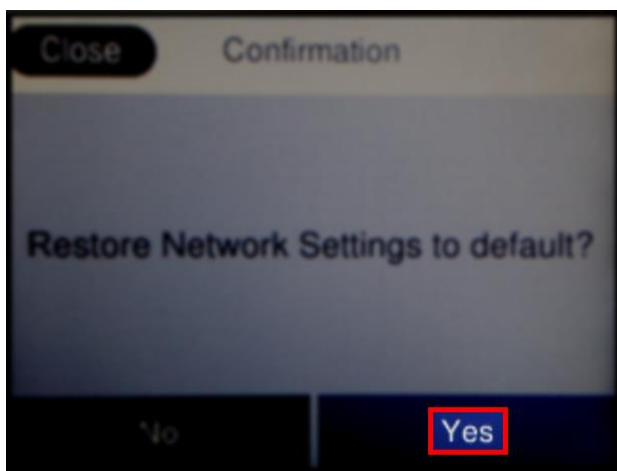 Close
Confirmation
Restore Network Settings to default?
No
Yes